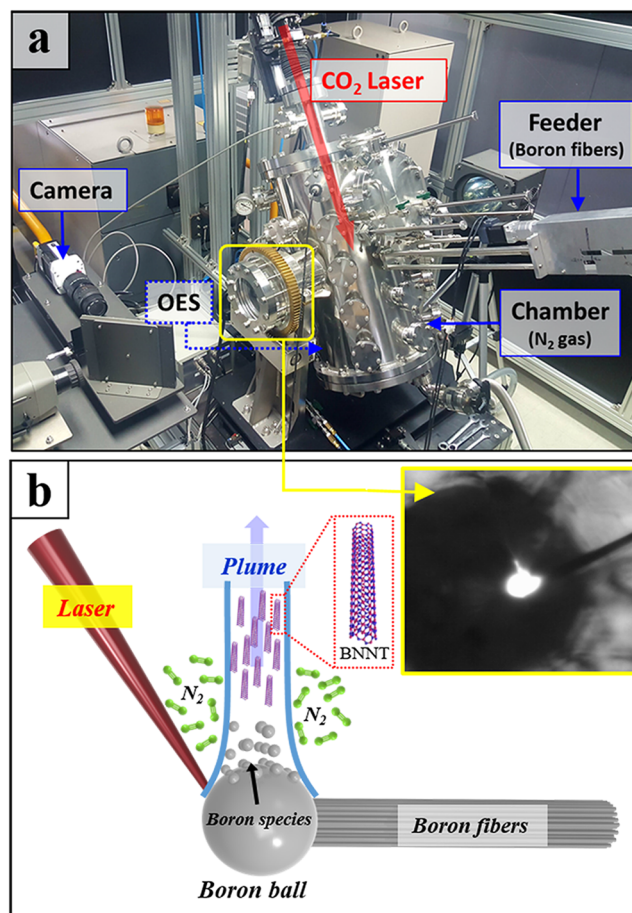 a
CO₂ Laser
Feeder
(Boron fibers)
Camera
OES
Chamber
(N₂ gas)
b
Plume
Laser
BNNT
N₂
N₂
Boron species
Boron fibers
Boron ball